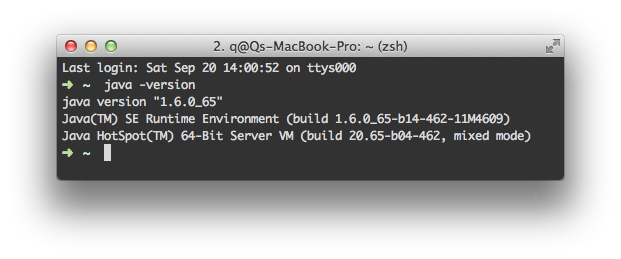 2. q@Qs-MacBook-Pro: ~ (zsh)
Last login: Sat Sep 20 14:00:52 on ttys000
➜ ~ java -version
java version "1.6.0_65"
Java(TM) SE Runtime Environment (build 1.6.0_65-b14-462-11M4609)
Java HotSpot(TM) 64-Bit Server VM (build 20.65-b04-462, mixed mode)
➜ ~